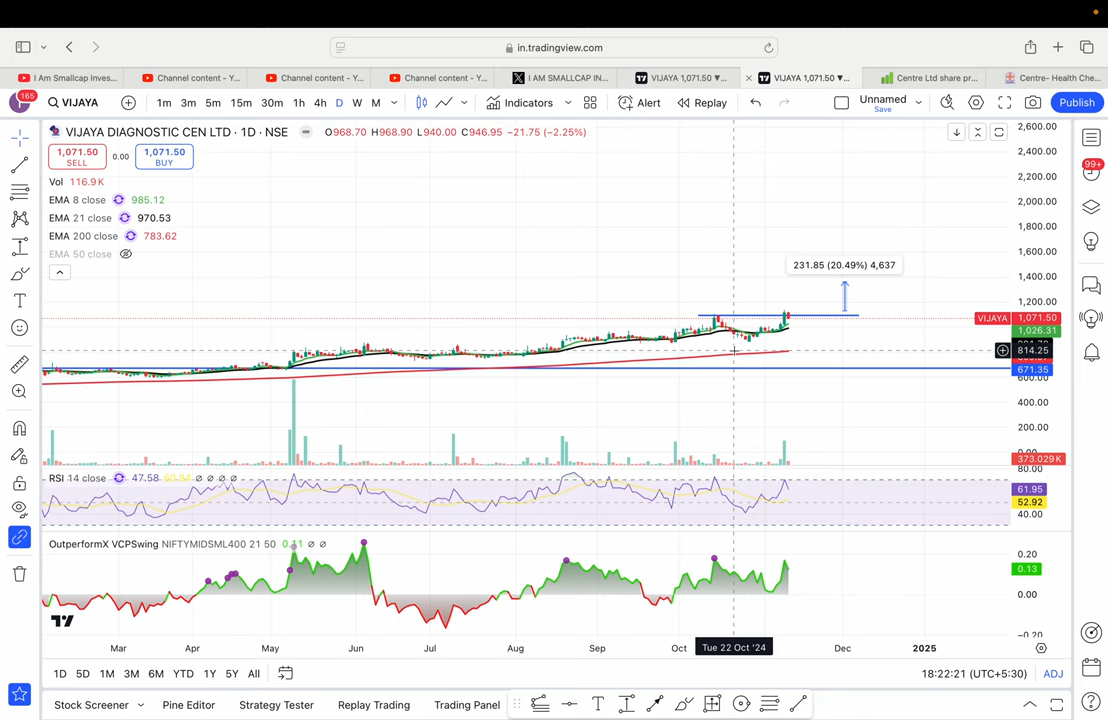 in.tradingview.com
I Am Smallcap Inves...
Channel content - Y...
Channel content - Y...
Channel content - Y...
I AM SMALLCAP IN...
VIJAYA 1,071.50 ▼...
VIJAYA 1,071.50 ▼...
Centre Ltd share pr...
Centre- Health Che...
165
VIJAYA
1m 3m 5m 15m 30m 1h 4h D W M
Indicators
Alert
Replay
Unnamed
Save
Publish
VIJAYA DIAGNOSTIC CEN LTD · 1D · NSE
O968.70 H968.90 L940.00 C946.95 -21.75 (-2.25%)
1,071.50
SELL
0.00
1,071.50
BUY
Vol 116.9K
EMA 8 close 985.12
EMA 21 close 970.53
EMA 200 close 783.62
EMA 50 close
231.85 (20.49%) 4,637
2,600.00
2,400.00
2,200.00
2,000.00
1,800.00
1,600.00
1,400.00
1,200.00
VIJAYA 1,071.50
1,026.31
814.25
671.35
600.00
400.00
200.00
373.029K
99+
RSI 14 close 47.58 60.54 ∅ ∅ ∅ ∅
80.00
61.95
52.92
40.00
OutperformX VCPSwing NIFTYMIDSML400 21 50 0.11 ∅ ∅
0.20
0.13
0.00
-0.20
Mar Apr May Jun Jul Aug Sep Oct Tue 22 Oct '24 Dec 2025
1D 5D 1M 3M 6M YTD 1Y 5Y All
18:22:21 (UTC+5:30) ADJ
Stock Screener
Pine Editor
Strategy Tester
Replay Trading
Trading Panel